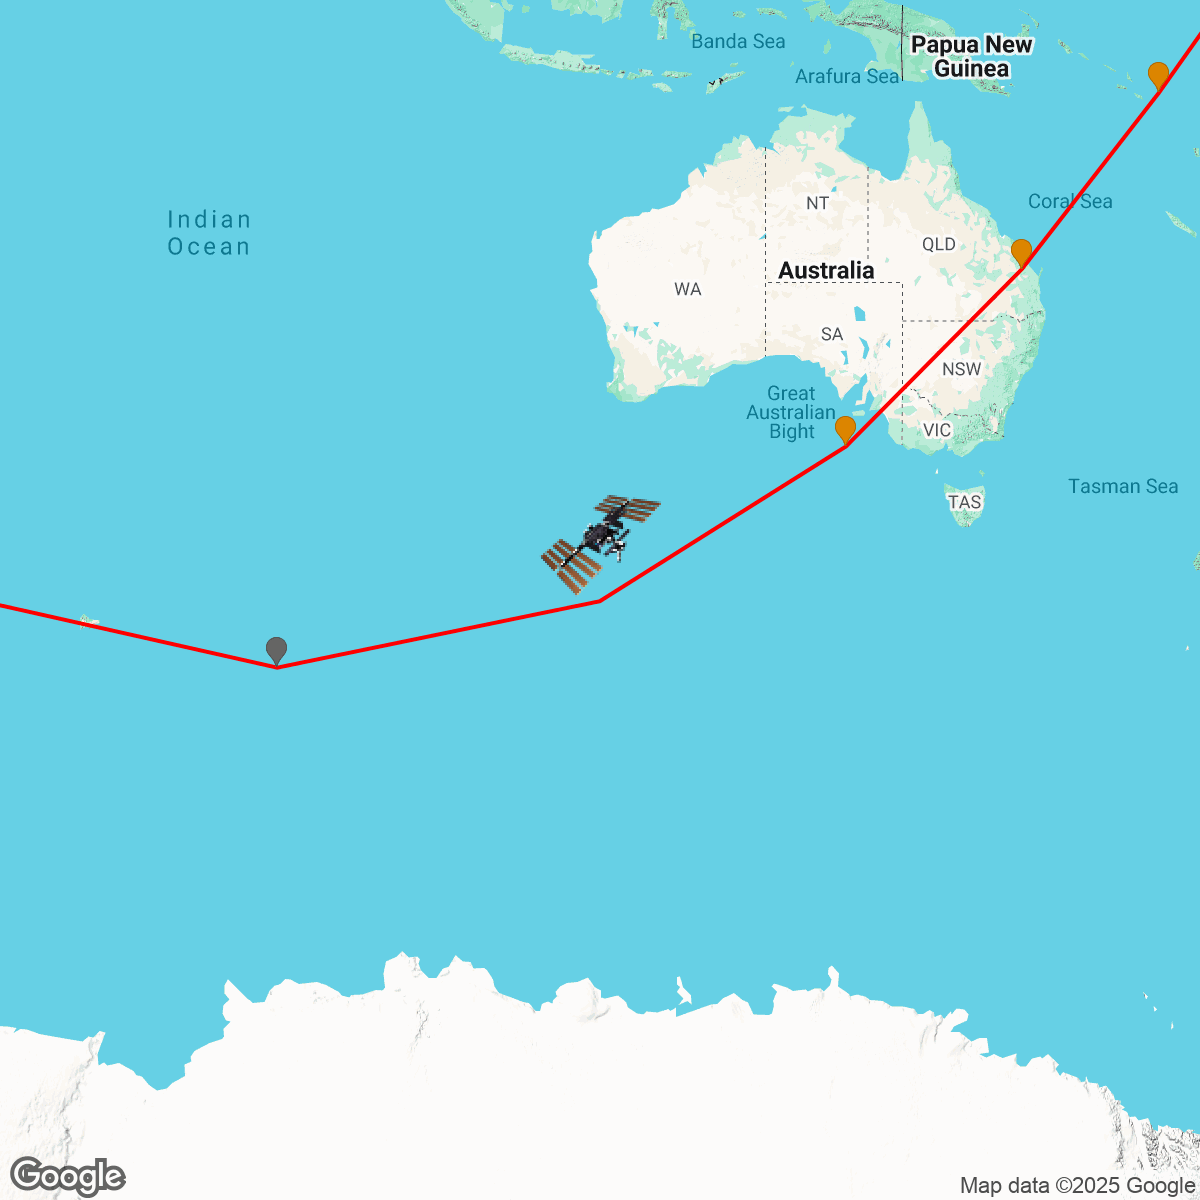 Banda Sea
Papua New
Guinea
Arafura Sea
Indian
Ocean
NT
Coral Sea
QLD
Australia
WA
SA
NSW
Great
Australian
Bight
VIC
TAS
Tasman Sea
Google
Map data ©2025 Google